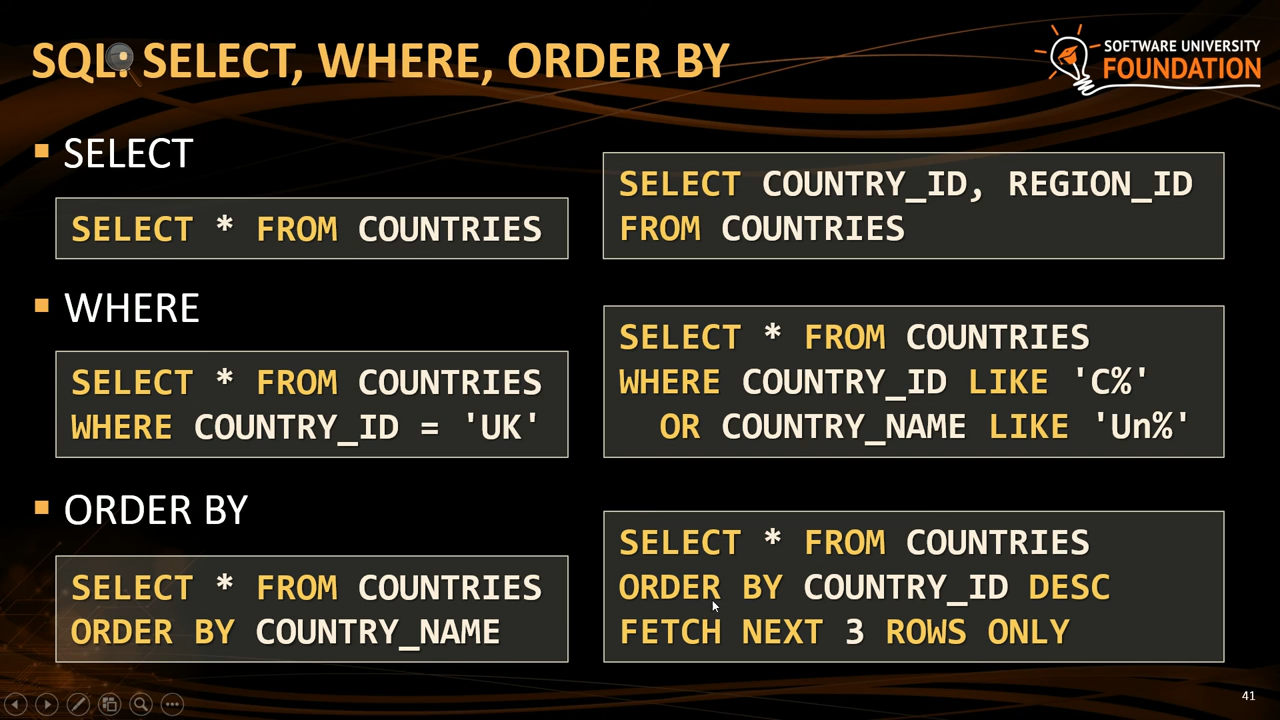 SQL: SELECT, WHERE, ORDER BY
SOFTWARE UNIVERSITY
FOUNDATION
SELECT
SELECT * FROM COUNTRIES
SELECT COUNTRY_ID, REGION_ID
FROM COUNTRIES
WHERE
SELECT * FROM COUNTRIES
WHERE COUNTRY_ID = 'UK'
SELECT * FROM COUNTRIES
WHERE COUNTRY_ID LIKE 'C%'
OR COUNTRY_NAME LIKE 'Un%'
ORDER BY
SELECT * FROM COUNTRIES
ORDER BY COUNTRY_NAME
SELECT * FROM COUNTRIES
ORDER BY COUNTRY_ID DESC
FETCH NEXT 3 ROWS ONLY
41